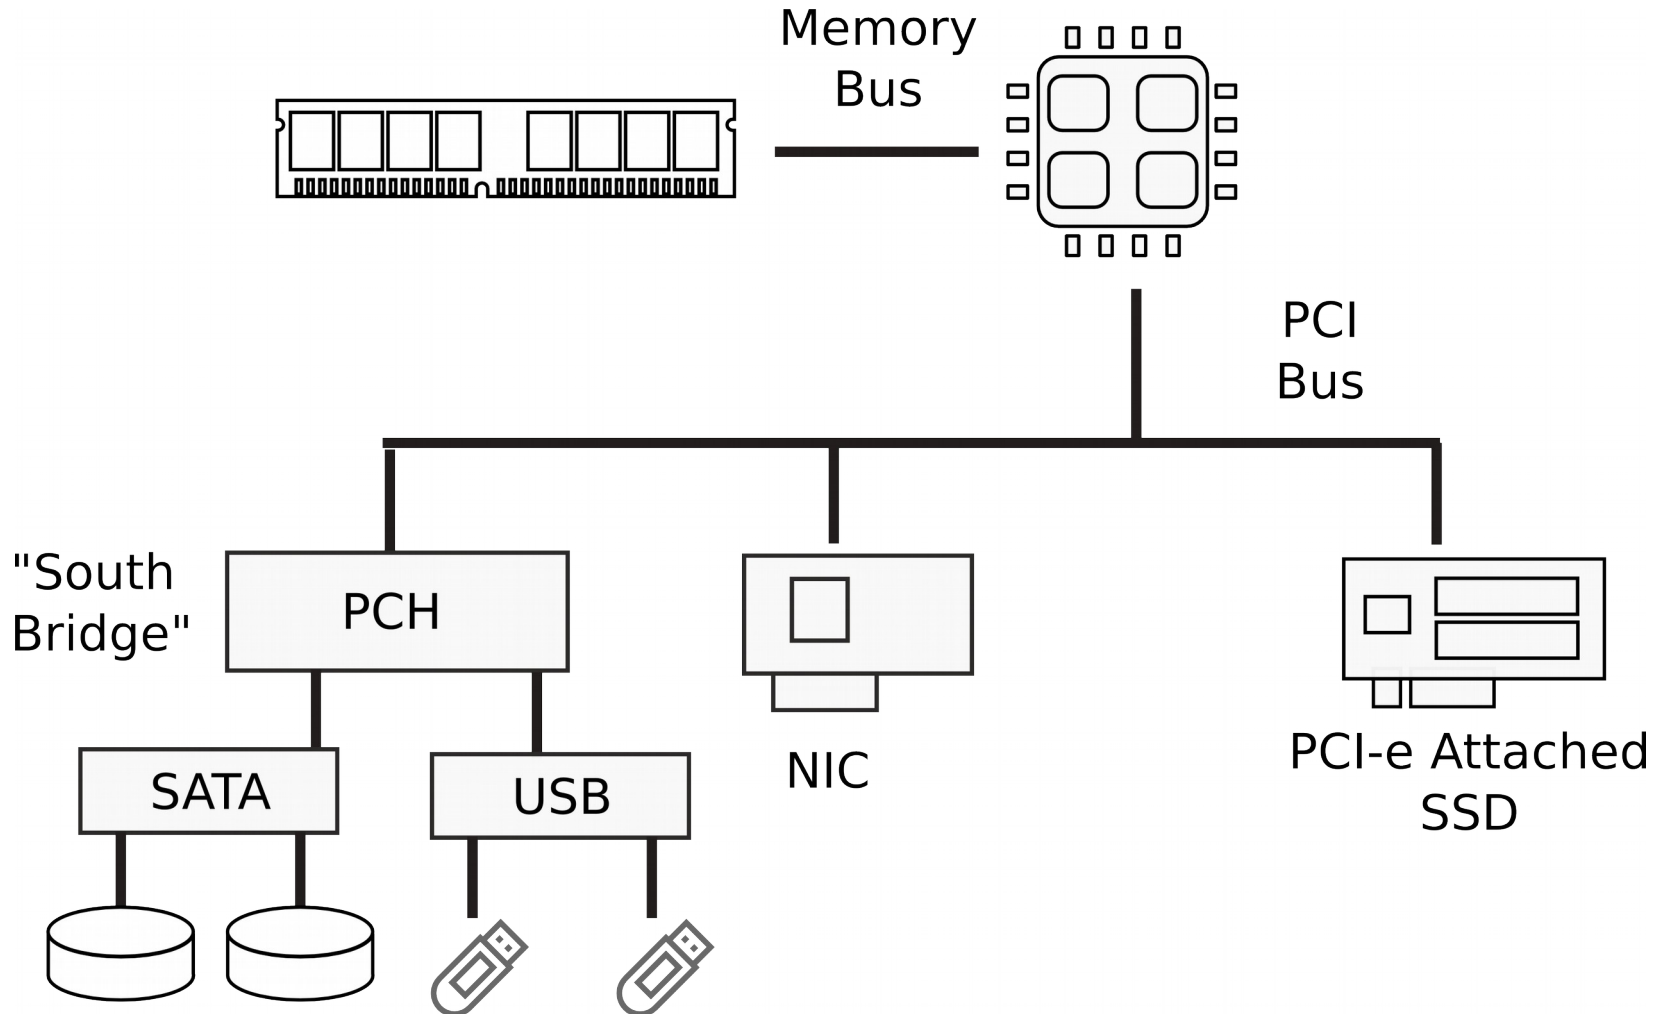 Memory
Bus
PCI
Bus
"South
Bridge"
PCH
SATA
USB
NIC
PCI-e Attached
SSD